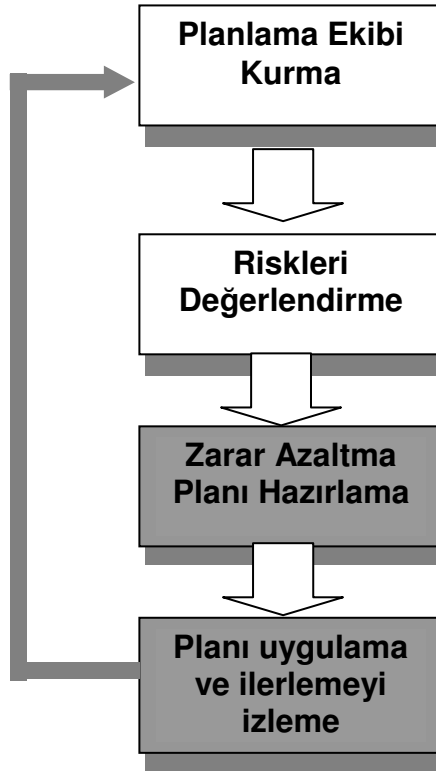 Planlama Ekibi
Kurma
Riskleri
Değerlendirme
Zarar Azaltma
Planı Hazırlama
Planı uygulama
ve ilerlemeyi
izleme